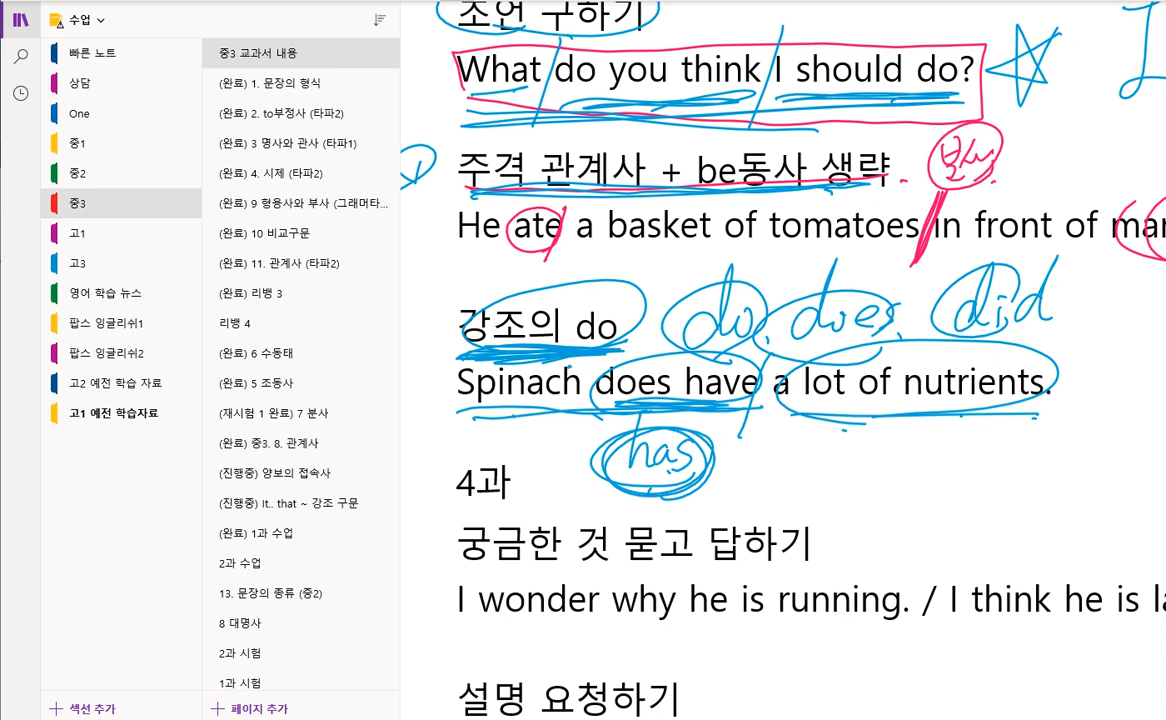 수업
빠른 노트
상담
One
중1
중2
중3
고1
고3
영어 학습 뉴스
팝스 잉글리쉬1
팝스 잉글리쉬2
고2 예전 학습 자료
고1 예전 학습자료
섹션 추가
중3 교과서 내용
(완료) 1. 문장의 형식
(완료) 2. to부정사 (타파2)
(완료) 3 명사와 관사 (타파1)
(완료) 4. 시제 (타파2)
(완료) 9 형용사와 부사 (그래머타...
(완료) 10 비교구문
(완료) 11. 관계사 (타파2)
(완료) 리뱅 3
리뱅 4
(완료) 6 수동태
(완료) 5 조동사
(재시험 1 완료) 7 분사
(완료) 중3. 8. 관계사
(진행중) 양보의 접속사
(진행중) It.. that ~ 강조 구문
(완료) 1과 수업
2과 수업
13. 문장의 종류 (중2)
8 대명사
2과 시험
1과 시험
페이지 추가
조언 구하기
What do you think I should do?
주격 관계사 + be동사 생략
분사
He ate a basket of tomatoes in front of
강조의 do do, does, did
Spinach does have a lot of nutrients.
has
4과
궁금한 것 묻고 답하기
I wonder why he is running. / I think he is
설명 요청하기